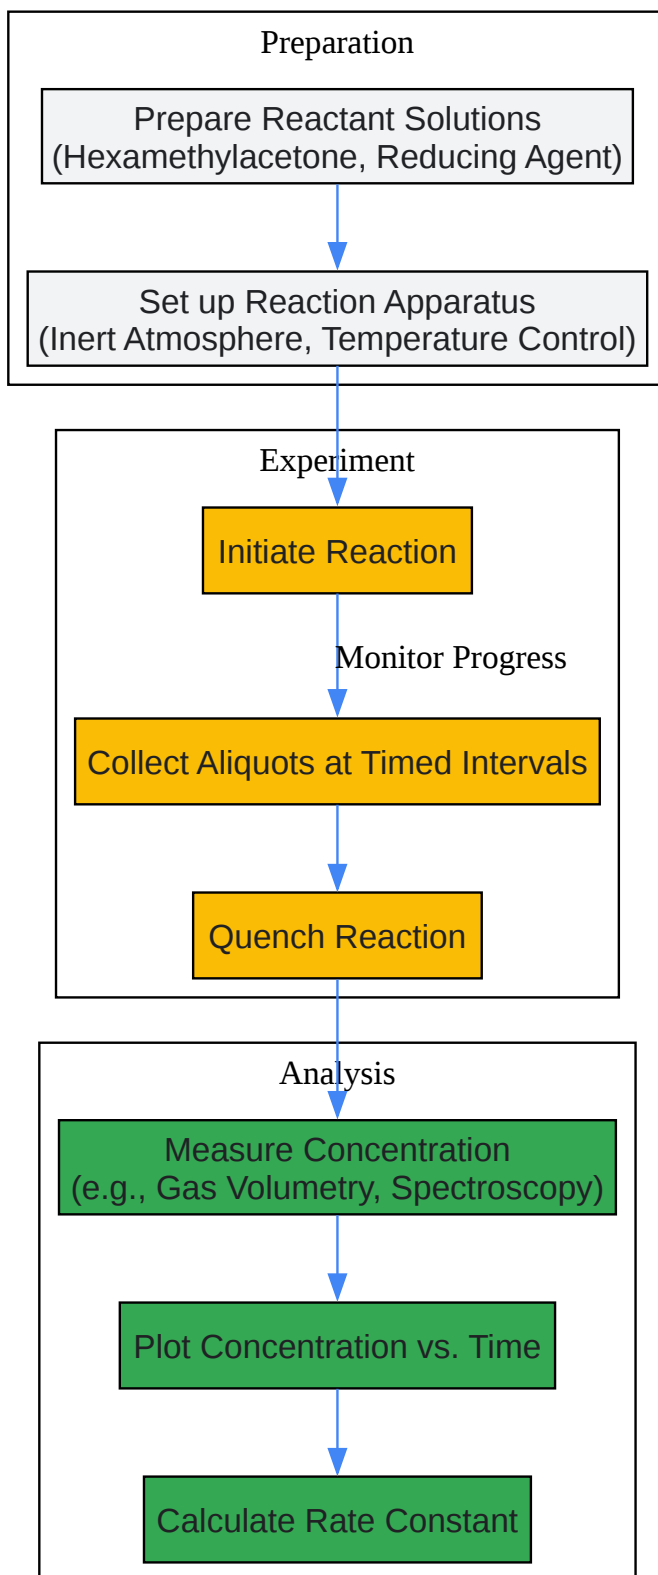 Preparation
Prepare Reactant Solutions
(Hexamethylacetone, Reducing Agent)
Set up Reaction Apparatus
(Inert Atmosphere, Temperature Control)
Experiment
Initiate Reaction
Monitor Progress
Collect Aliquots at Timed Intervals
Quench Reaction
Analysis
Measure Concentration
(e.g., Gas Volumetry, Spectroscopy)
Plot Concentration vs. Time
Calculate Rate Constant